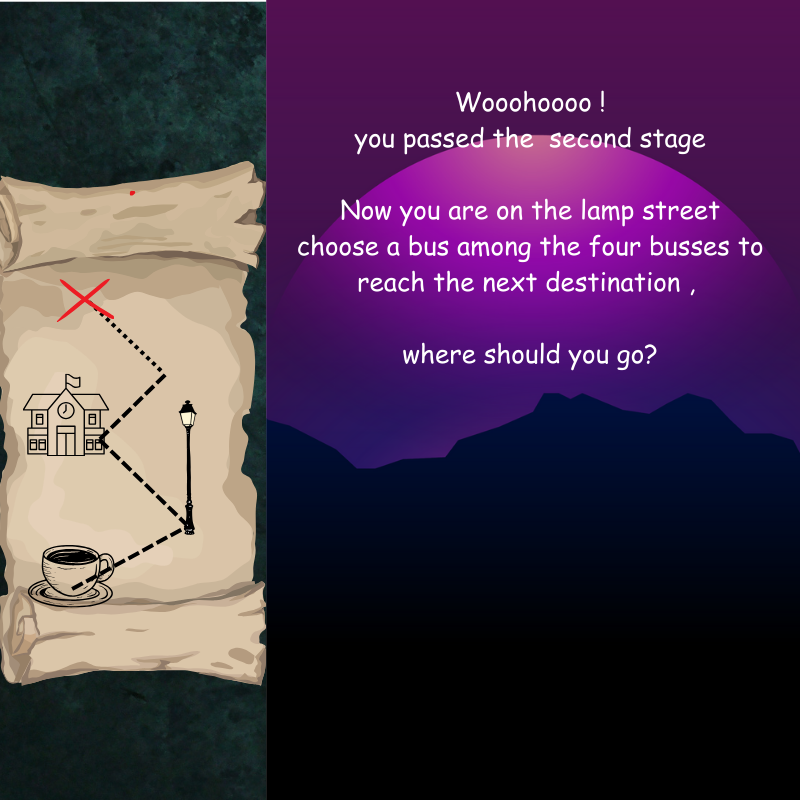 Wooohoooo !
you passed the second stage
Now you are on the lamp street
choose a bus among the four busses to
reach the next destination ,
where should you go?